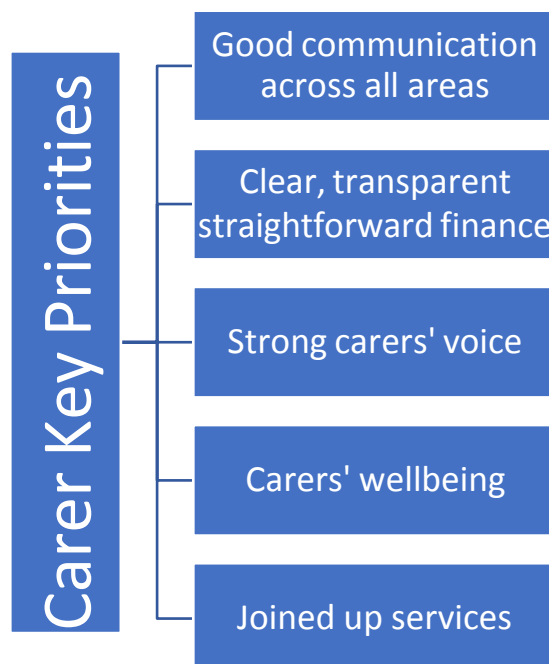 Carer Key Priorities
Good communication
across all areas
Clear, transparent
straightforward finance
Strong carers' voice
Carers' wellbeing
Joined up services